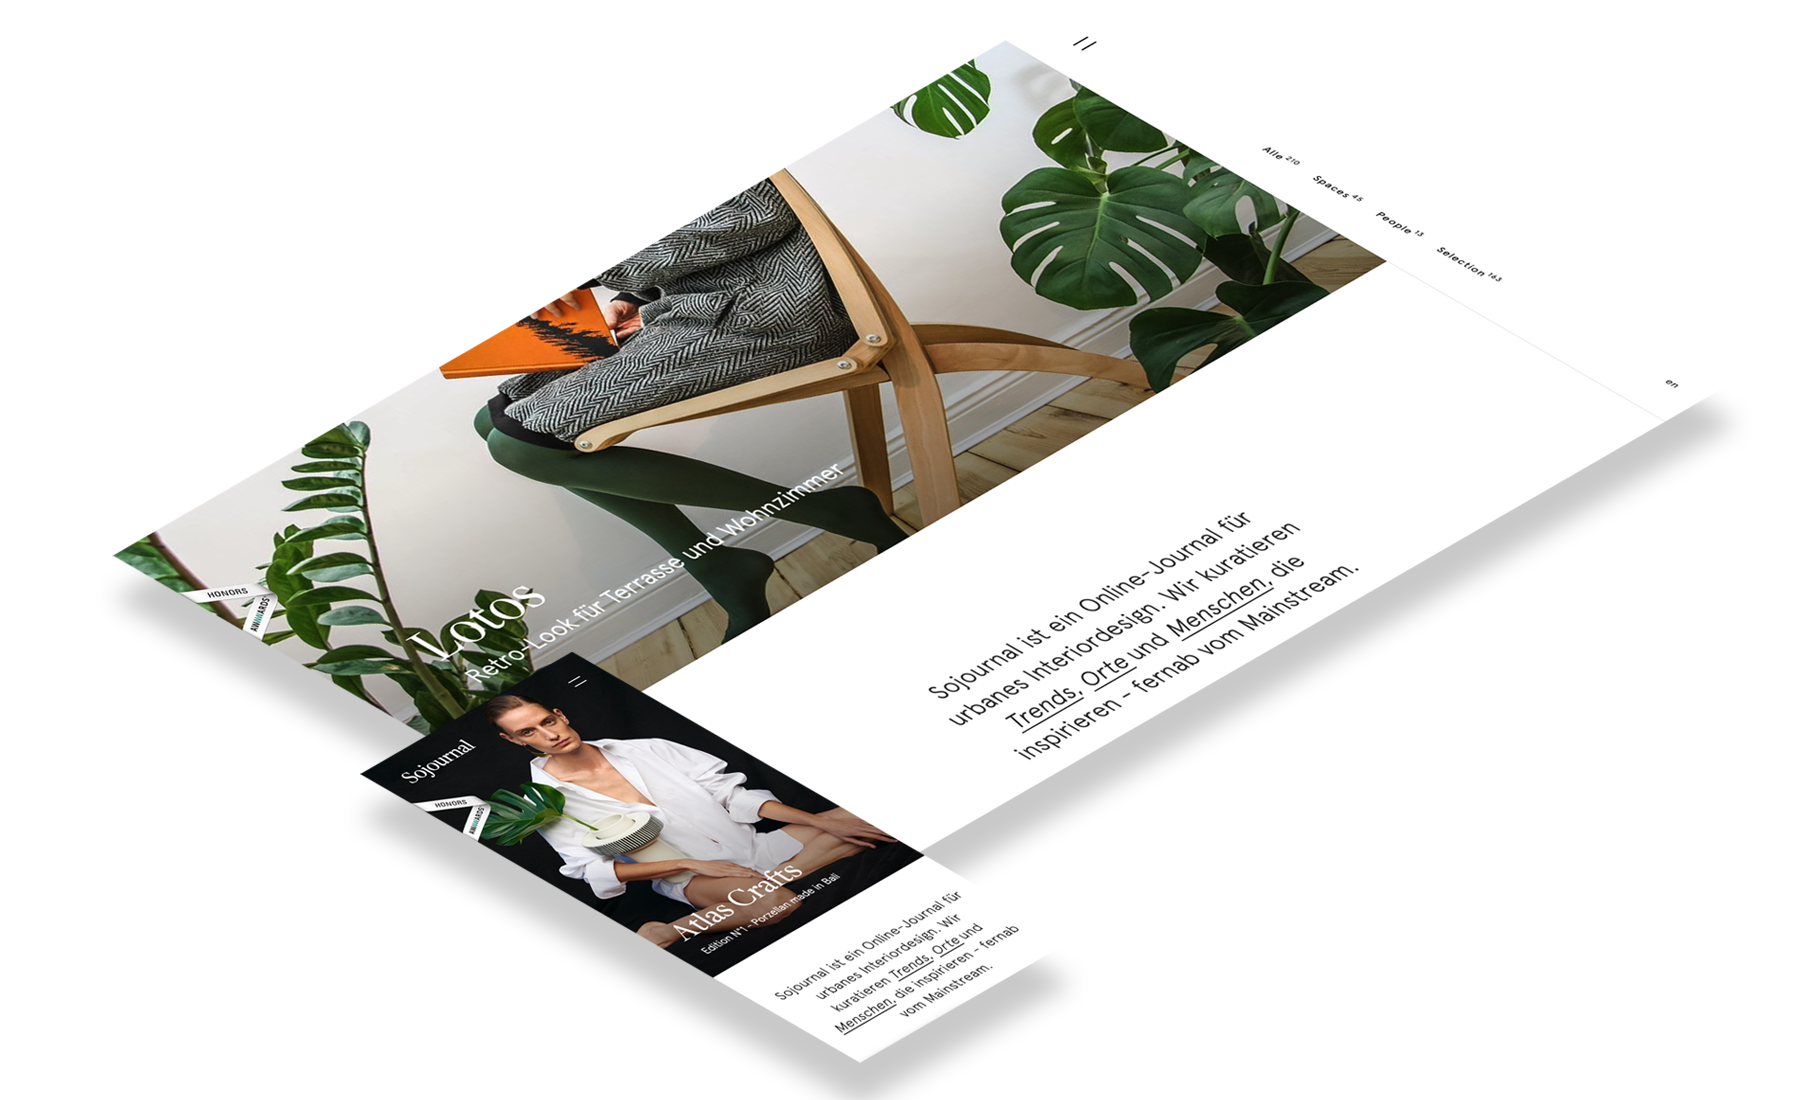 Alle 210
Spaces 45
People 13
Selection 163
en
HONORS
AWWWARDS
Lotos
Retro-Look für Terrasse und Wohnzimmer
Sojournal ist ein Online-Journal für
urbanes Interiordesign. Wir kuratieren
Trends, Orte und Menschen, die
inspirieren - fernab vom Mainstream.
Sojournal
HONORS
AWWWARDS
Atlas Crafts
Edition N°1 - Porzellan made in Bali
Sojournal ist ein Online-Journal für
urbanes Interiordesign. Wir
kuratieren Trends, Orte und
Menschen, die inspirieren - fernab
vom Mainstream.